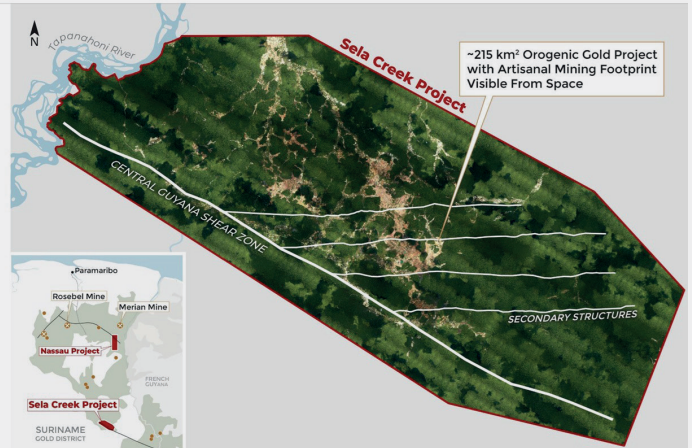 N
Tapanahoni River
Sela Creek Project
~215 km² Orogenic Gold Project
with Artisanal Mining Footprint
Visible From Space
CENTRAL GUYANA SHEAR ZONE
SECONDARY STRUCTURES
Paramaribo
Rosebel Mine
Merian Mine
Nassau Project
FRENCH
GUYANA
Sela Creek Project
SURINAME
GOLD DISTRICT